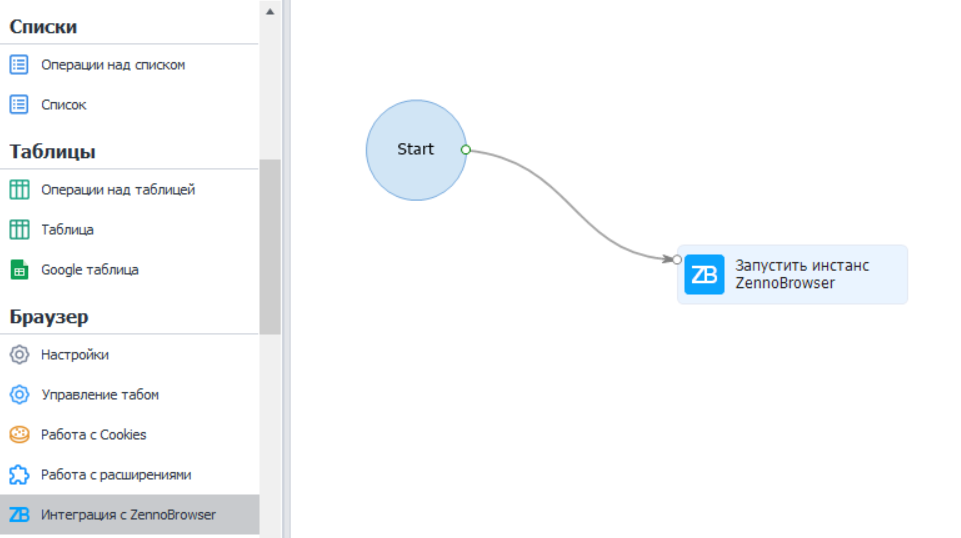 Списки
Операции над списком
Список
Таблицы
Операции над таблицей
Таблица
Google таблица
Браузер
Настройки
Управление табом
Работа с Cookies
Работа с расширениями
ZB Интеграция с ZennoBrowser
Start
ZB
Запустить инстанс
ZennoBrowser